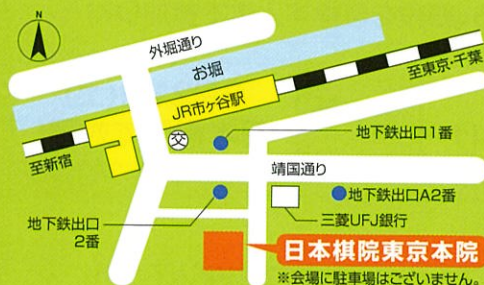 N
外堀通り
お堀
至東京・千葉
JR市ヶ谷駅
交
地下鉄出口1番
至新宿
靖国通り
地下鉄出口A2番
地下鉄出口
2番
三菱UFJ銀行
日本棋院東京本院
※会場に駐車場はございません。